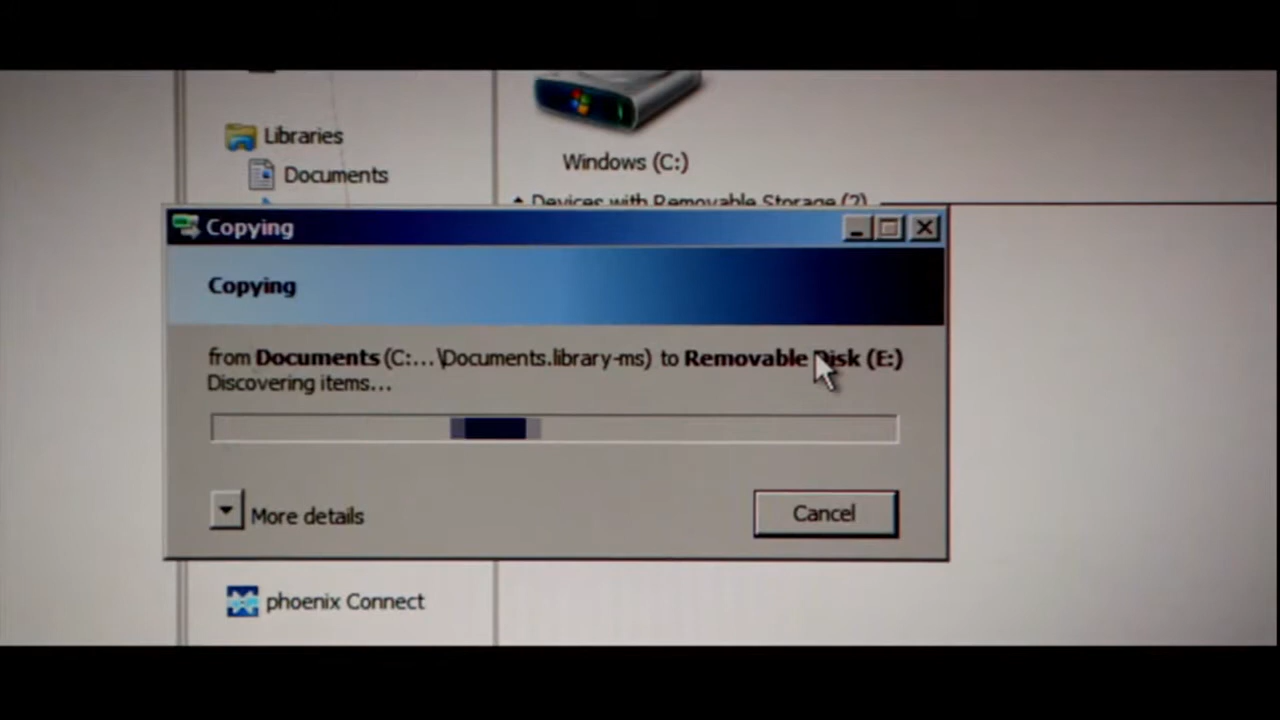 Libraries
Documents
Windows (C:)
Devices with Removable Storage (2)
Copying
Copying
from Documents (C:...\Documents.library-ms) to Removable Disk (E:)
Discovering items...
More details
Cancel
phoenix Connect